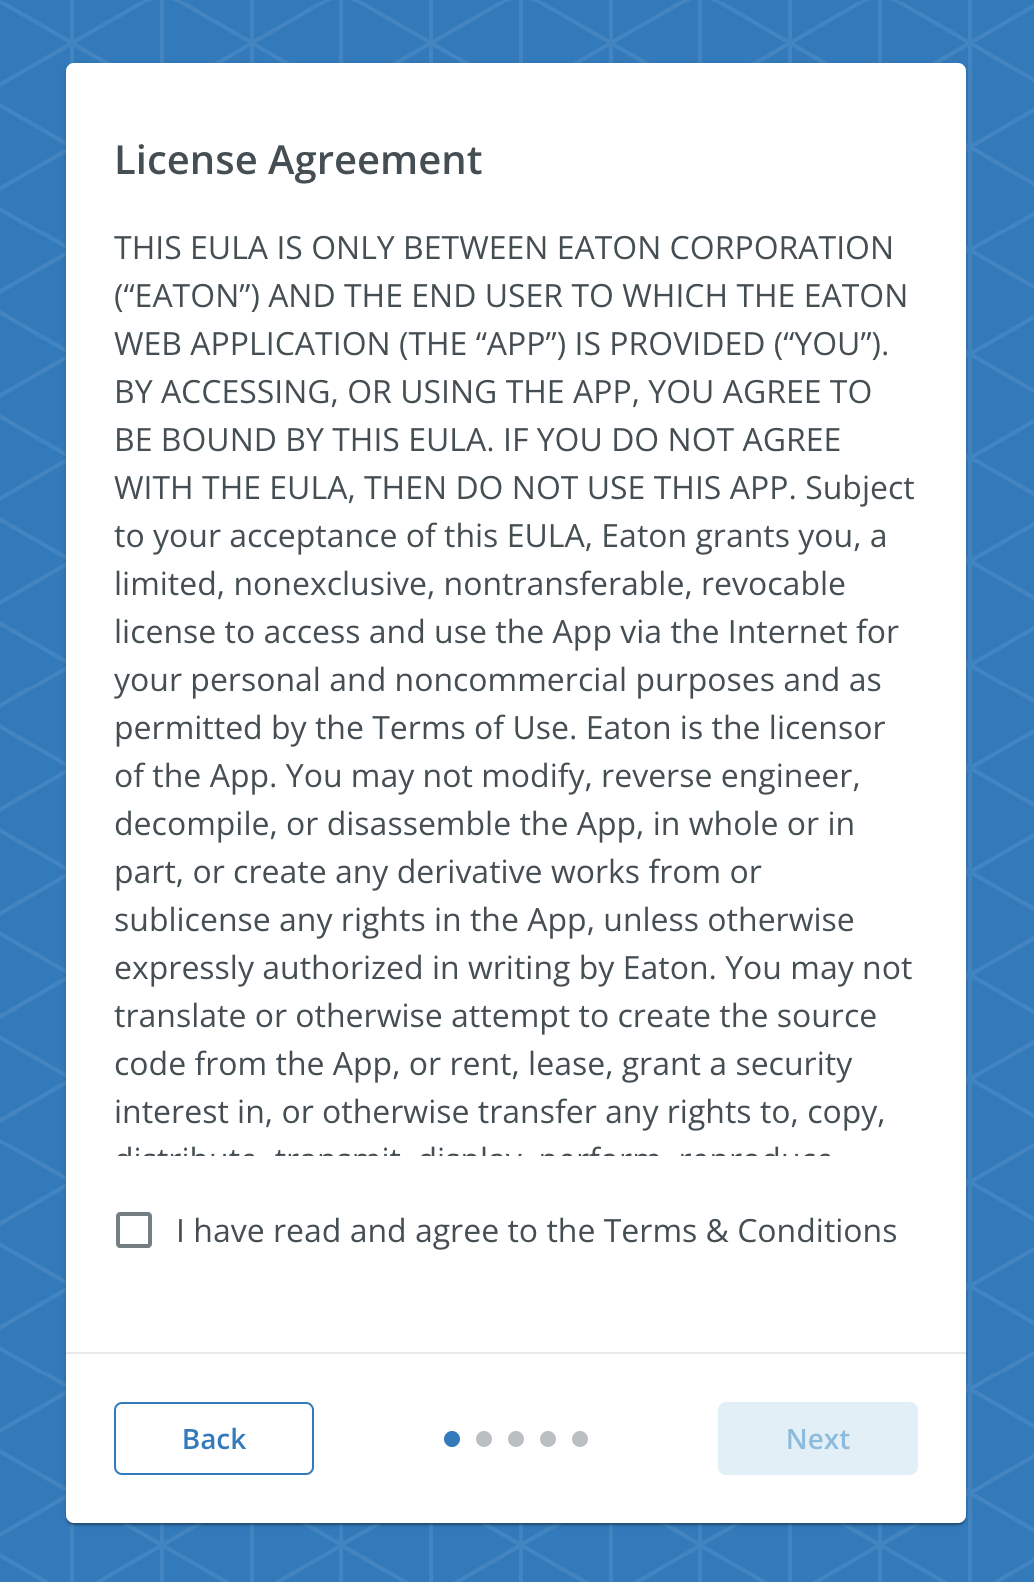 License Agreement
THIS EULA IS ONLY BETWEEN EATON CORPORATION
(“EATON”) AND THE END USER TO WHICH THE EATON
WEB APPLICATION (THE “APP”) IS PROVIDED (“YOU”).
BY ACCESSING, OR USING THE APP, YOU AGREE TO
BE BOUND BY THIS EULA. IF YOU DO NOT AGREE
WITH THE EULA, THEN DO NOT USE THIS APP. Subject
to your acceptance of this EULA, Eaton grants you, a
limited, nonexclusive, nontransferable, revocable
license to access and use the App via the Internet for
your personal and noncommercial purposes and as
permitted by the Terms of Use. Eaton is the licensor
of the App. You may not modify, reverse engineer,
decompile, or disassemble the App, in whole or in
part, or create any derivative works from or
sublicense any rights in the App, unless otherwise
expressly authorized in writing by Eaton. You may not
translate or otherwise attempt to create the source
code from the App, or rent, lease, grant a security
interest in, or otherwise transfer any rights to, copy,
distribute, transmit, display, perform, reproduce,
I have read and agree to the Terms & Conditions
Back
Next